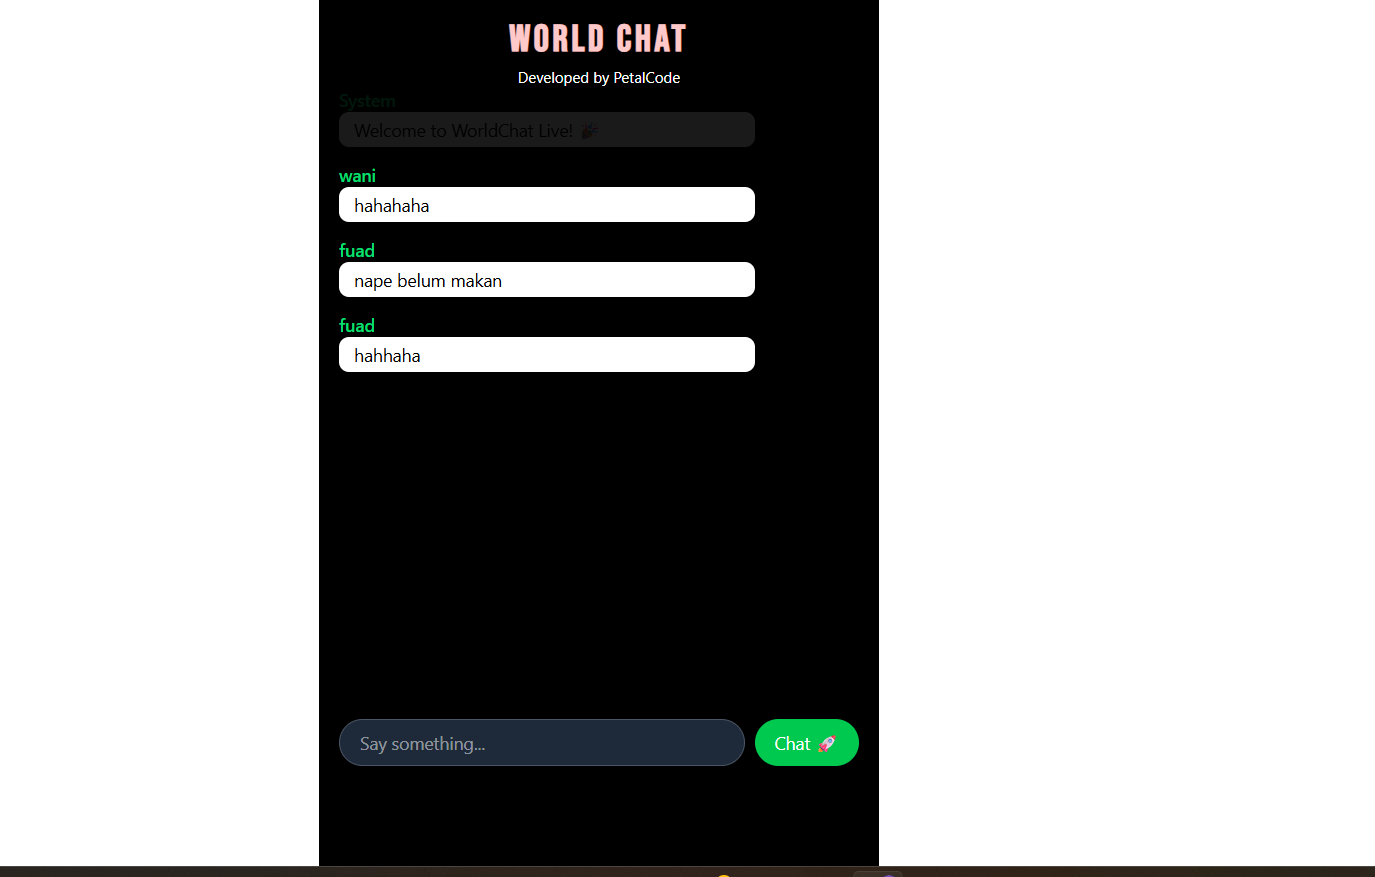 WORLD CHAT
Developed by PetalCode
System
Welcome to WorldChat Live! 🎉
wani
hahahaha
fuad
nape belum makan
fuad
hahhaha
Say something...
Chat 🚀